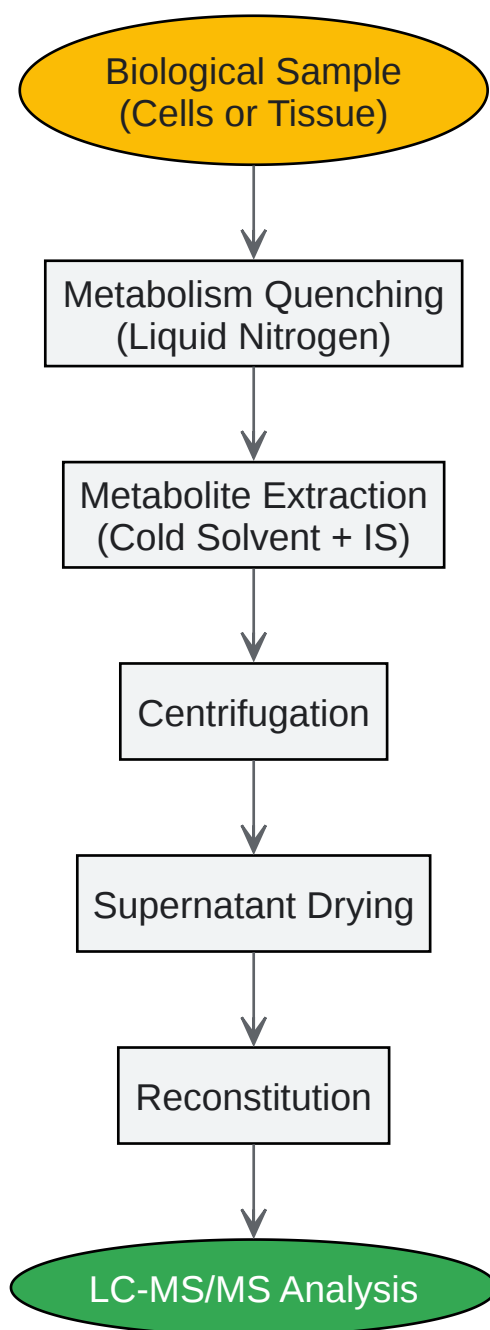 Biological Sample
(Cells or Tissue)
Metabolism Quenching
(Liquid Nitrogen)
Metabolite Extraction
(Cold Solvent + IS)
Centrifugation
Supernatant Drying
Reconstitution
LC-MS/MS Analysis